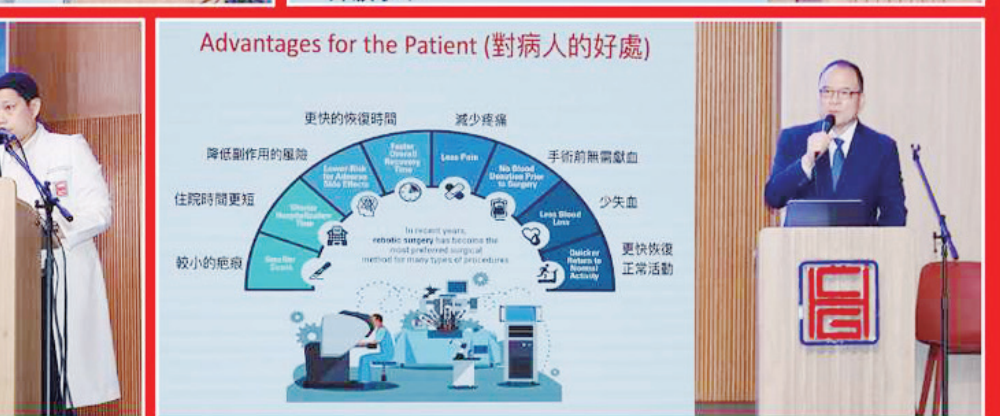 Advantages for the Patient (對病人的好處)
更快的恢復時間
減少疼痛
降低副作用的風險
手術前無需獻血
住院時間更短
少失血
較小的疤痕
更快恢復
正常活動
Faster
Overall
Recovery
Time
Less Pain
Lower Risk
for Adverse
Side Effects
No Blood
Donation Prior
to Surgery
Shorter
Hospitalization
Time
Less Blood
Loss
Smaller
Scars
Quicker
Return to
Normal
Activity
In recent years,
robotic surgery has become the
most preferred surgical
method for many types of procedures